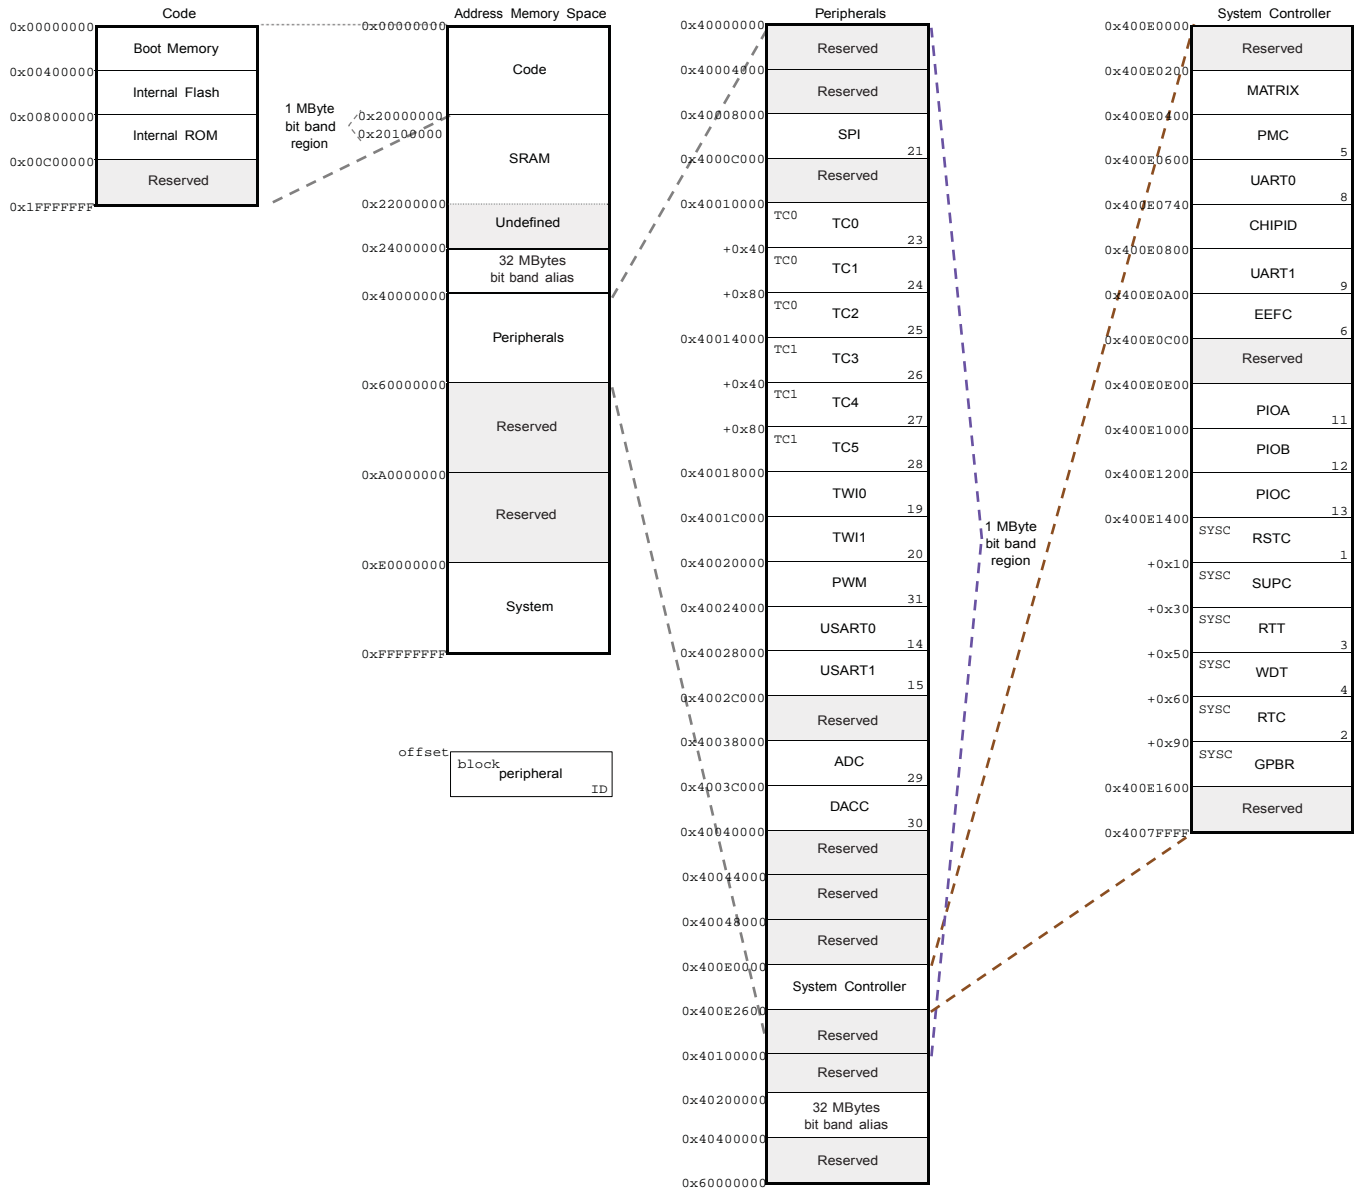 Code
0x00000000
Boot Memory
0x00400000
Internal Flash
0x00800000
Internal ROM
0x00C00000
Reserved
0x1FFFFFFF
1 MByte
bit band
region
Address Memory Space
0x00000000
Code
0x20000000
0x20100000
SRAM
0x22000000
Undefined
0x24000000
32 MBytes
bit band alias
0x40000000
Peripherals
0x60000000
Reserved
0xA0000000
Reserved
0xE0000000
System
0xFFFFFFFF
offset
block
peripheral
ID
Peripherals
0x40000000
Reserved
0x40004000
Reserved
0x40008000
SPI
21
0x4000C000
Reserved
0x40010000
TC0
TC0
23
+0x40
TC0
TC1
24
+0x80
TC0
TC2
25
0x40014000
TC1
TC3
26
+0x40
TC1
TC4
27
+0x80
TC1
TC5
28
0x40018000
TWI0
19
0x4001C000
TWI1
20
0x40020000
PWM
31
0x40024000
USART0
14
0x40028000
USART1
15
0x4002C000
Reserved
0x40038000
ADC
29
0x4003C000
DACC
30
0x40040000
Reserved
0x40044000
Reserved
0x40048000
Reserved
0x400E0000
System Controller
0x400E2600
Reserved
0x40100000
Reserved
0x40200000
32 MBytes
bit band alias
0x40400000
Reserved
0x60000000
1 MByte
bit band
region
System Controller
0x400E0000
Reserved
0x400E0200
MATRIX
0x400E0400
PMC
5
0x400E0600
UART0
8
0x400E0740
CHIPID
0x400E0800
UART1
9
0x400E0A00
EEFC
6
0x400E0C00
Reserved
0x400E0E00
PIOA
11
0x400E1000
PIOB
12
0x400E1200
PIOC
13
0x400E1400
SYSC
RSTC
1
+0x10
SYSC
SUPC
+0x30
SYSC
RTT
3
+0x50
SYSC
WDT
4
+0x60
SYSC
RTC
2
+0x90
SYSC
GPBR
0x400E1600
Reserved
0x4007FFFF